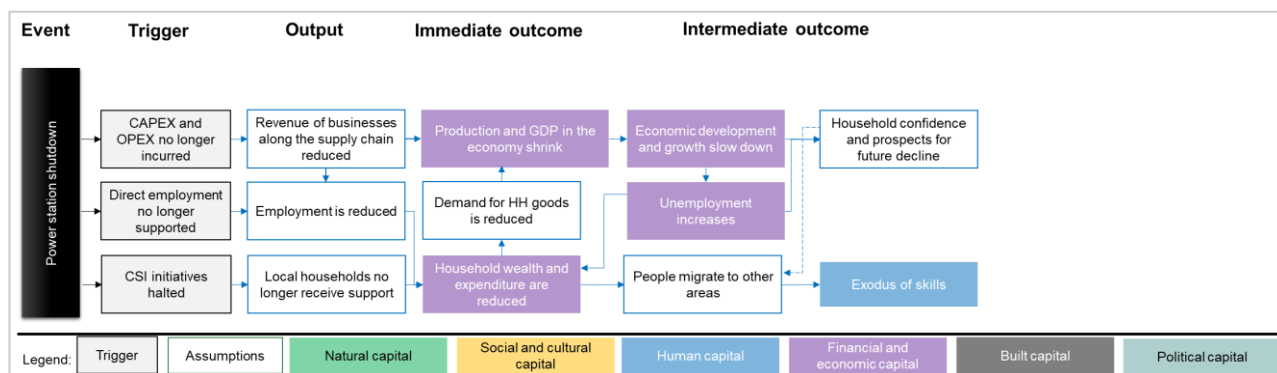 Event
Trigger
Output
Immediate outcome
Intermediate outcome
Power station shutdown
CAPEX and
OPEX no longer
incurred
Revenue of businesses
along the supply chain
reduced
Production and GDP in the
economy shrink
Economic development
and growth slow down
Household confidence
and prospects for
future decline
Direct employment
no longer
supported
Employment is reduced
Demand for HH goods
is reduced
Unemployment
increases
CSI initiatives
halted
Local households no
longer receive support
Household wealth and
expenditure are
reduced
People migrate to other
areas
Exodus of skills
Legend:
Trigger
Assumptions
Natural capital
Social and cultural
capital
Human capital
Financial and
economic capital
Built capital
Political capital